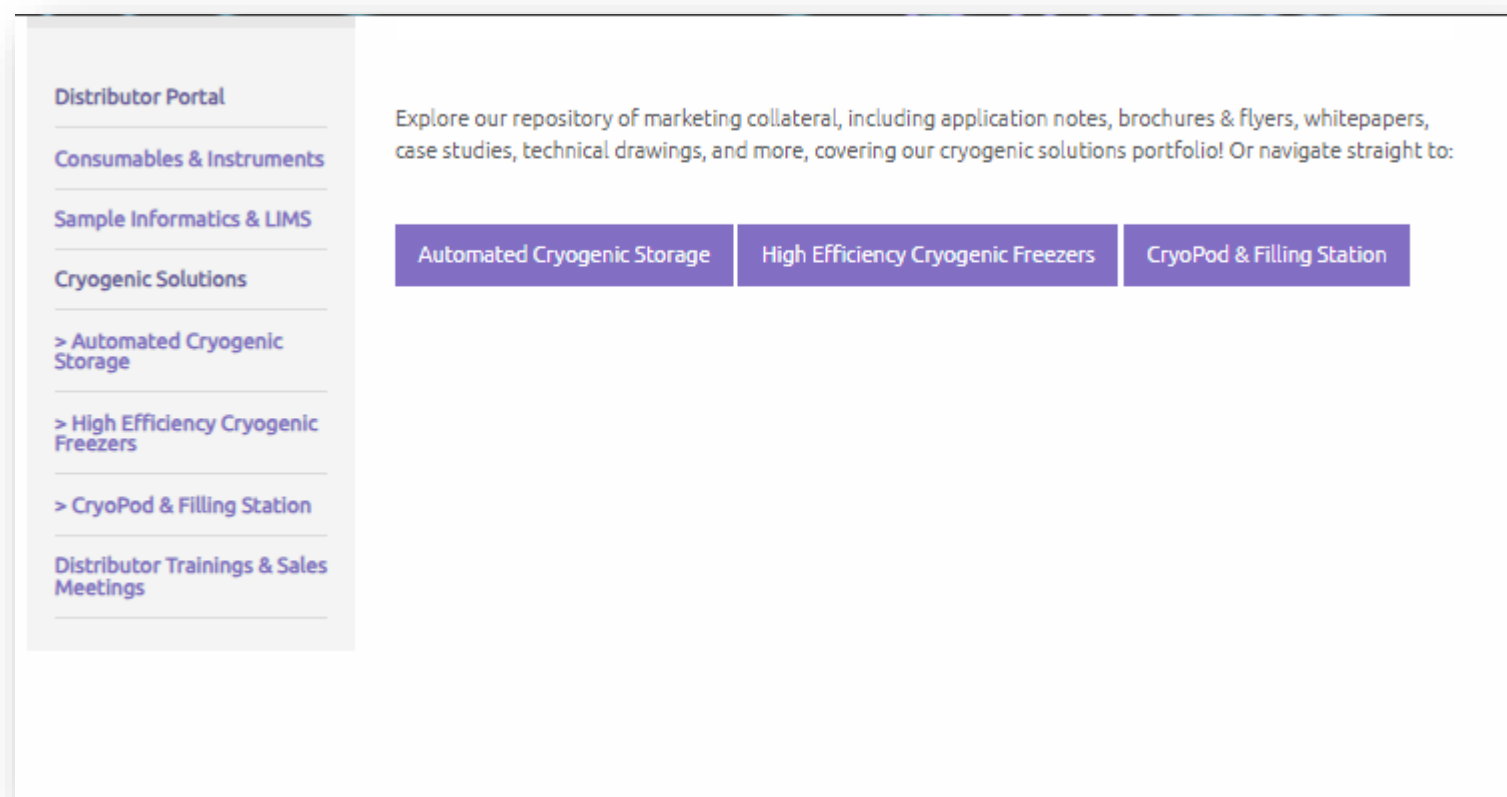 Distributor Portal
Consumables & Instruments
Sample Informatics & LIMS
Cryogenic Solutions
> Automated Cryogenic
Storage
> High Efficiency Cryogenic
Freezers
> CryoPod & Filling Station
Distributor Trainings & Sales
Meetings
Explore our repository of marketing collateral, including application notes, brochures & flyers, whitepapers,
case studies, technical drawings, and more, covering our cryogenic solutions portfolio! Or navigate straight to:
Automated Cryogenic Storage
High Efficiency Cryogenic Freezers
CryoPod & Filling Station